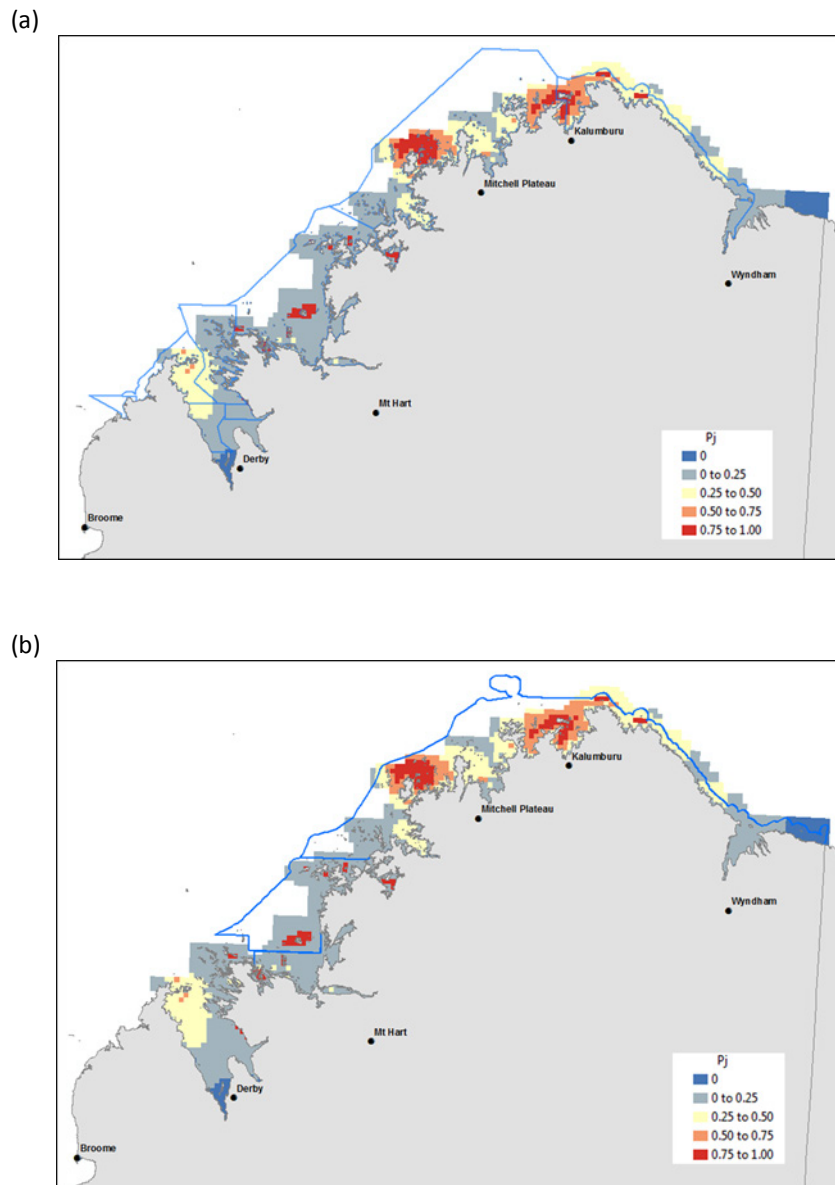 (a)
Kalumburu
Mitchell Plateau
Wyndham
Mt Hart
Pj
0
0 to 0.25
0.25 to 0.50
0.50 to 0.75
0.75 to 1.00
Derby
Broome
(b)
Kalumburu
Mitchell Plateau
Wyndham
Mt Hart
Pj
0
0 to 0.25
0.25 to 0.50
0.50 to 0.75
0.75 to 1.00
Derby
Broome